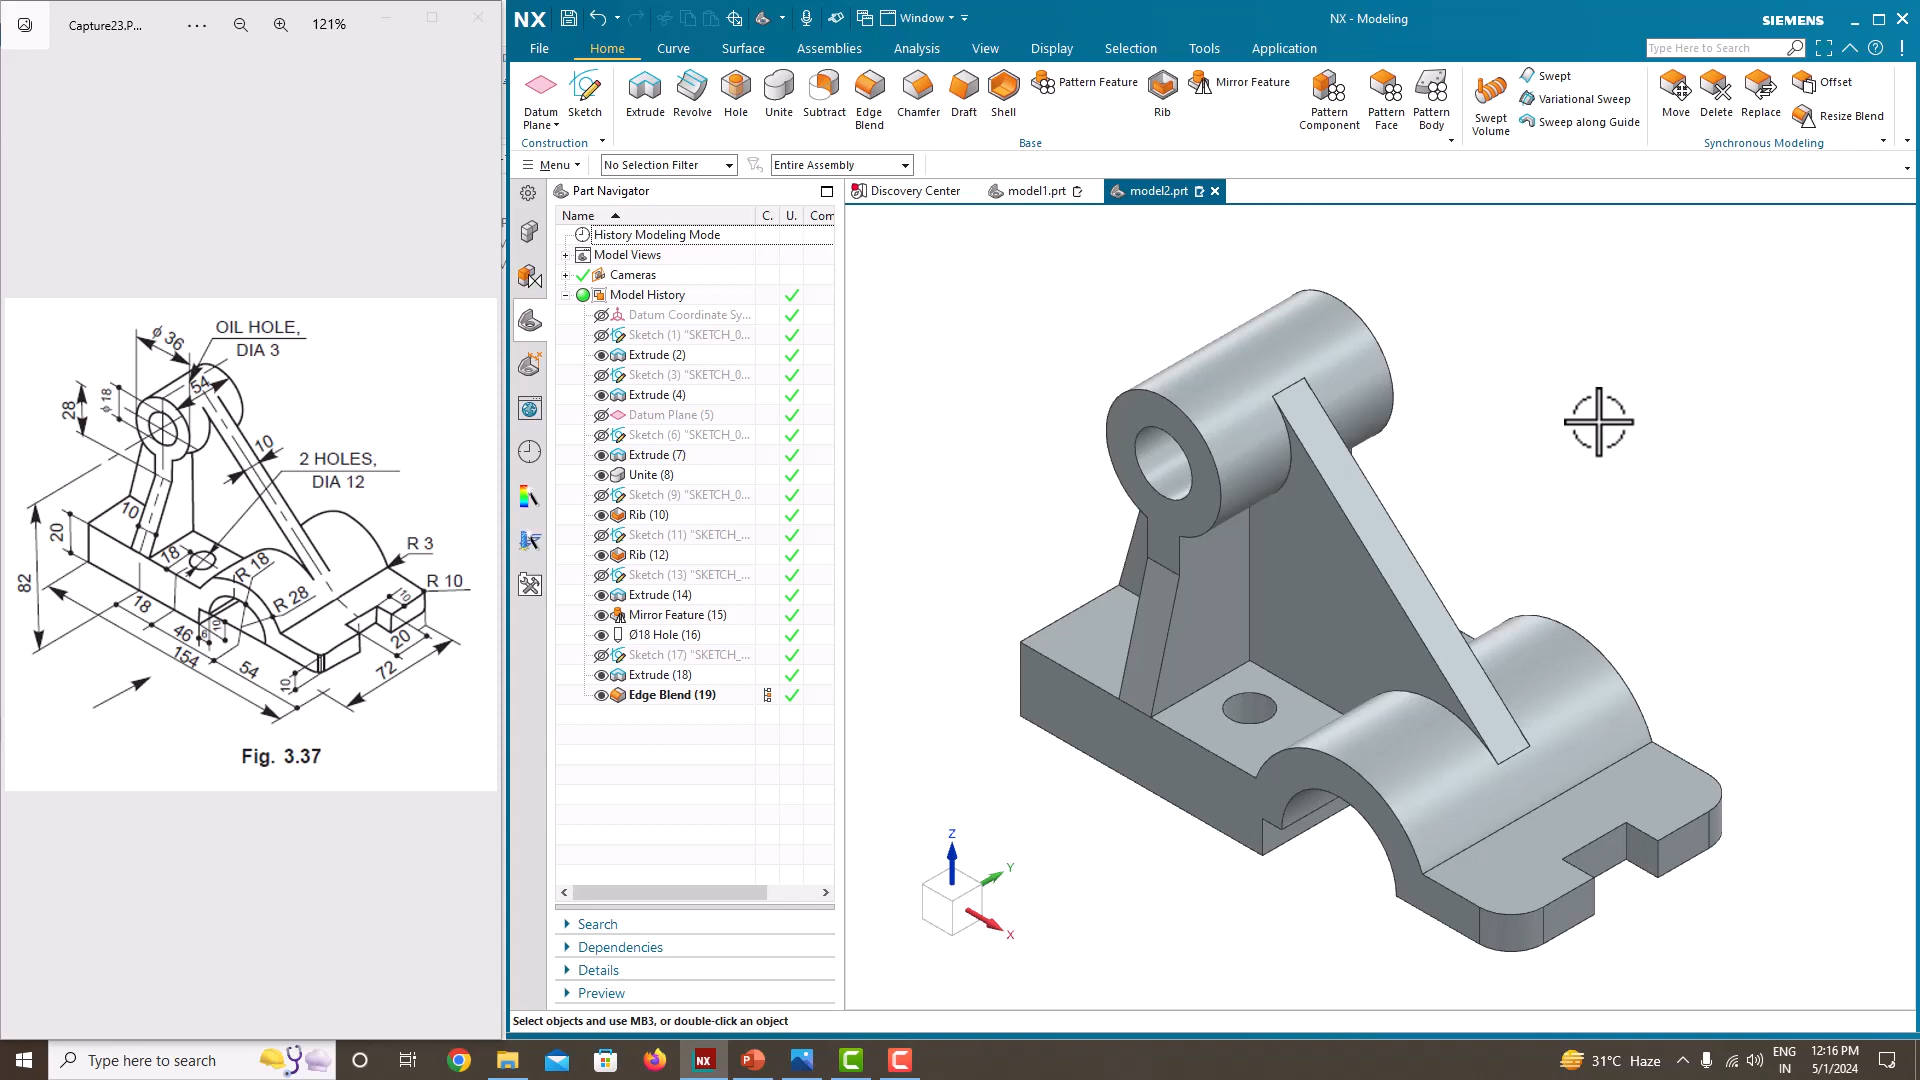 Capture23.P...
121%
NX
Window
NX - Modeling
SIEMENS
File
Home
Curve
Surface
Assemblies
Analysis
View
Display
Selection
Tools
Application
Type Here to Search
Datum Plane
Sketch
Extrude
Revolve
Hole
Unite
Subtract
Edge Blend
Chamfer
Draft
Shell
Pattern Feature
Rib
Mirror Feature
Pattern Component
Pattern Face
Pattern Body
Swept Volume
Swept
Variational Sweep
Sweep along Guide
Move
Delete
Replace
Offset
Resize Blend
Construction
Base
Synchronous Modeling
Menu
No Selection Filter
Entire Assembly
Part Navigator
Discovery Center
model1.prt
model2.prt
Name
C.
U.
Com
History Modeling Mode
Model Views
Cameras
Model History
Datum Coordinate Sy...
Sketch (1) "SKETCH_0...
Extrude (2)
Sketch (3) "SKETCH_0...
Extrude (4)
Datum Plane (5)
Sketch (6) "SKETCH_0...
Extrude (7)
Unite (8)
Sketch (9) "SKETCH_0...
Rib (10)
Sketch (11) "SKETCH_...
Rib (12)
Sketch (13) "SKETCH_...
Extrude (14)
Mirror Feature (15)
Ø18 Hole (16)
Sketch (17) "SKETCH_...
Extrude (18)
Edge Blend (19)
Search
Dependencies
Details
Preview
OIL HOLE,
DIA 3
ϕ 36
54
ϕ 18
28
10
2 HOLES,
DIA 12
10
20
18
R 18
R 3
R 10
82
R 28
10
18
46
6
10
20
154
54
10
72
Fig. 3.37
Z
Y
X
Select objects and use MB3, or double-click an object
Type here to search
NX
31°C Haze
ENG
IN
12:16 PM
5/1/2024